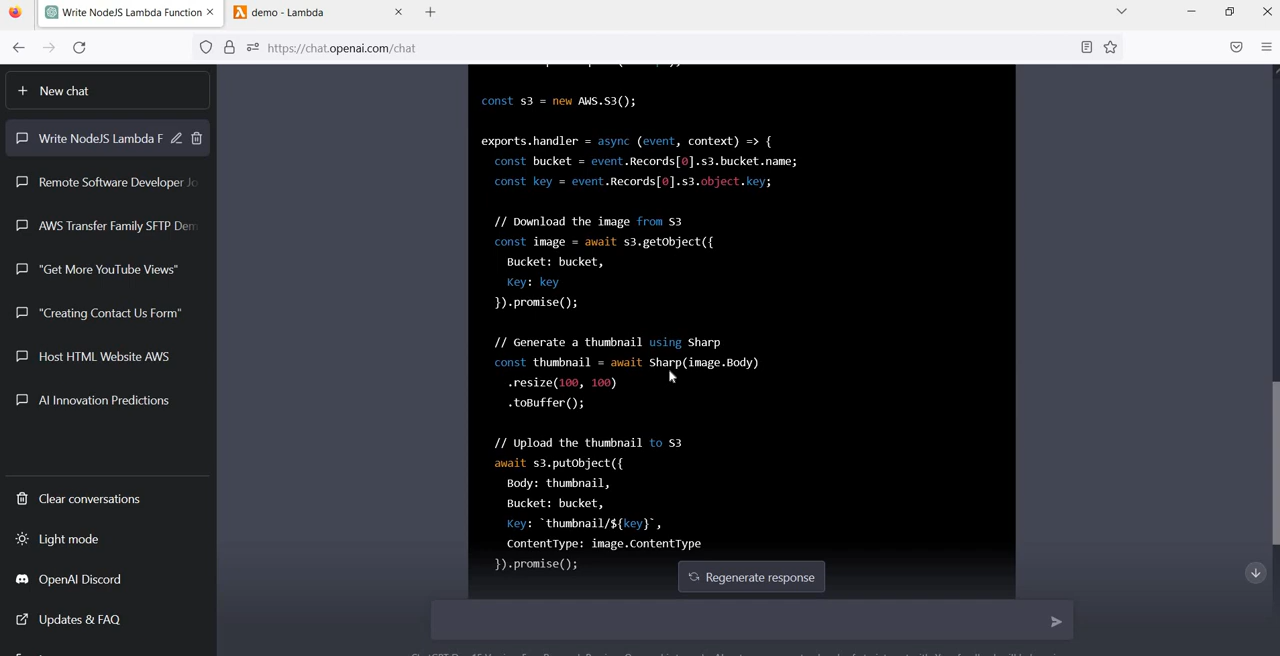 Write NodeJS Lambda Function
demo - Lambda
https://chat.openai.com/chat
New chat
Write NodeJS Lambda F
Remote Software Developer Jo
AWS Transfer Family SFTP Dem
"Get More YouTube Views"
"Creating Contact Us Form"
Host HTML Website AWS
AI Innovation Predictions
Clear conversations
Light mode
OpenAI Discord
Updates & FAQ
const s3 = new AWS.S3();
exports.handler = async (event, context) => {
const bucket = event.Records[0].s3.bucket.name;
const key = event.Records[0].s3.object.key;
// Download the image from S3
const image = await s3.getObject({
Bucket: bucket,
Key: key
}).promise();
// Generate a thumbnail using Sharp
const thumbnail = await Sharp(image.Body)
.resize(100, 100)
.toBuffer();
// Upload the thumbnail to S3
await s3.putObject({
Body: thumbnail,
Bucket: bucket,
Key: `thumbnail/${key}`,
ContentType: image.ContentType
}).promise();
Regenerate response